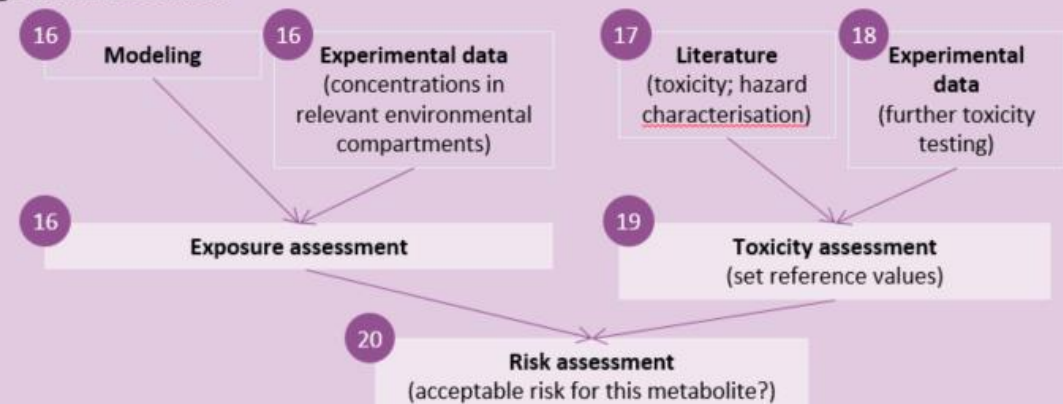 16
Modeling
16
Experimental data
(concentrations in
relevant environmental
compartments)
17
Literature
(toxicity; hazard
characterisation)
18
Experimental
data
(further toxicity
testing)
16
Exposure assessment
19
Toxicity assessment
(set reference values)
20
Risk assessment
(acceptable risk for this metabolite?)